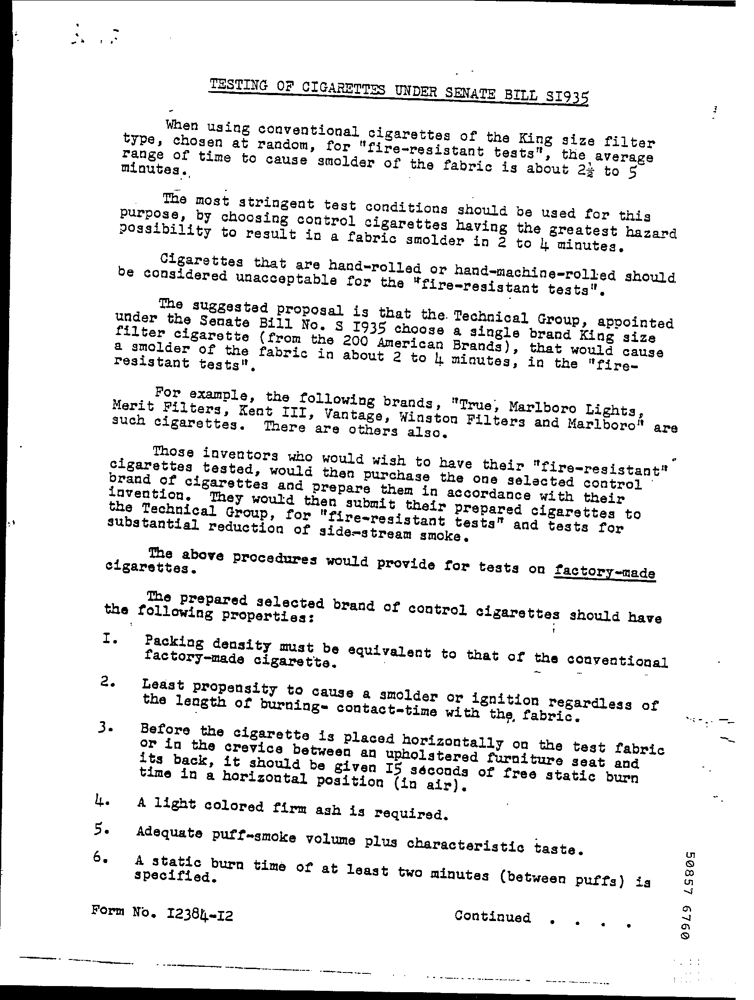 TESTING OF CIGARETTES UNDER SENATE BILL SI935
When using conventional cigarettes of the King size filter
type, chosen at random, for "fire-resistant tests", the average
range of time to cause smolder of the fabric is about 2½ to 5
minutes.
The most stringent test conditions should be used for this
purpose, by choosing control cigarettes having the greatest hazard
possibility to result in a fabric smolder in 2 to 4 minutes.
Cigarettes that are hand-rolled or hand-machine-rolled should
be considered unacceptable for the "fire-resistant tests".
The suggested proposal is that the Technical Group, appointed
under the Senate Bill No. S I935 choose a single brand King size
filter cigarette (from the 200 American Brands), that would cause
a smolder of the fabric in about 2 to 4 minutes, in the "fire-
resistant tests".
For example, the following brands, "True, Marlboro Lights,
Merit Filters, Kent III, Vantage, Winston Filters and Marlboro" are
such cigarettes. There are others also.
Those inventors who would wish to have their "fire-resistant"
cigarettes tested, would then purchase the one selected control
brand of cigarettes and prepare them in accordance with their
invention. They would then submit their prepared cigarettes to
the Technical Group, for "fire-resistant tests" and tests for
substantial reduction of side-stream smoke.
The above procedures would provide for tests on factory-made
cigarettes.
The prepared selected brand of control cigarettes should have
the following properties:
I. Packing density must be equivalent to that of the conventional
factory-made cigarette.
2. Least propensity to cause a smolder or ignition regardless of
the length of burning- contact-time with the fabric.
3. Before the cigarette is placed horizontally on the test fabric
or in the crevice between an upholstered furniture seat and
its back, it should be given I5 seconds of free static burn
time in a horizontal position (in air).
4. A light colored firm ash is required.
5. Adequate puff-smoke volume plus characteristic taste.
6. A static burn time of at least two minutes (between puffs) is
specified.
Form No. I2384-I2
Continued . . . .
50857 6760